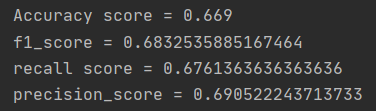 Accuracy score = 0.669
f1_score = 0.6832535885167464
recall score = 0.6761363636363636
precision_score = 0.690522243713733